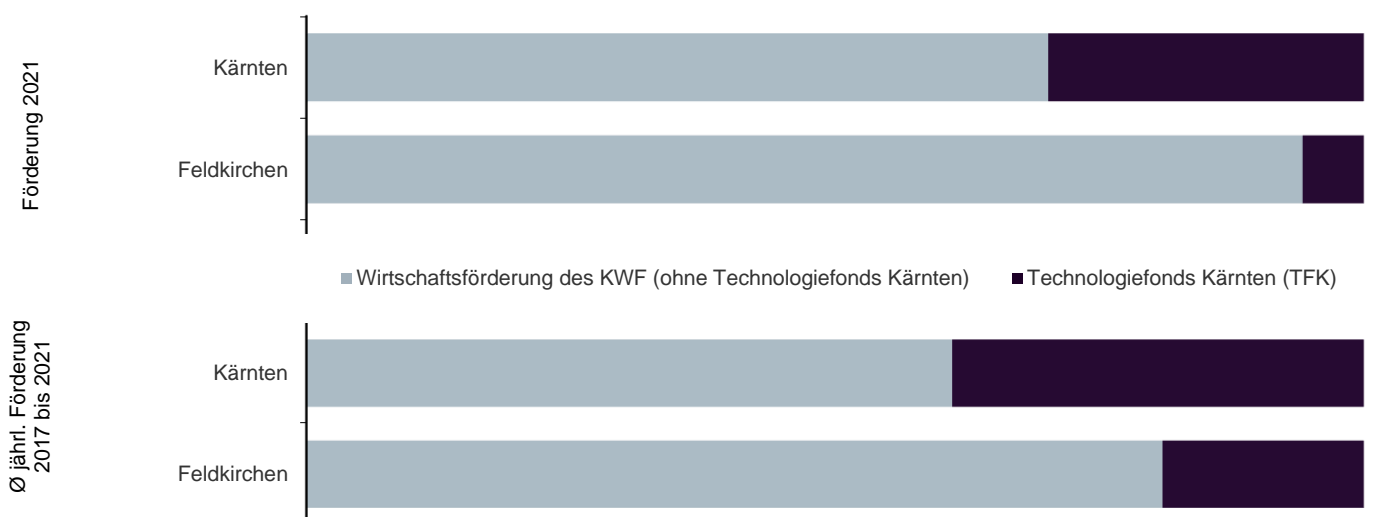 Förderung 2021
Kärnten
Feldkirchen
Wirtschaftsförderung des KWF (ohne Technologiefonds Kärnten)
Technologiefonds Kärnten (TFK)
Ø jährl. Förderung
2017 bis 2021
Kärnten
Feldkirchen